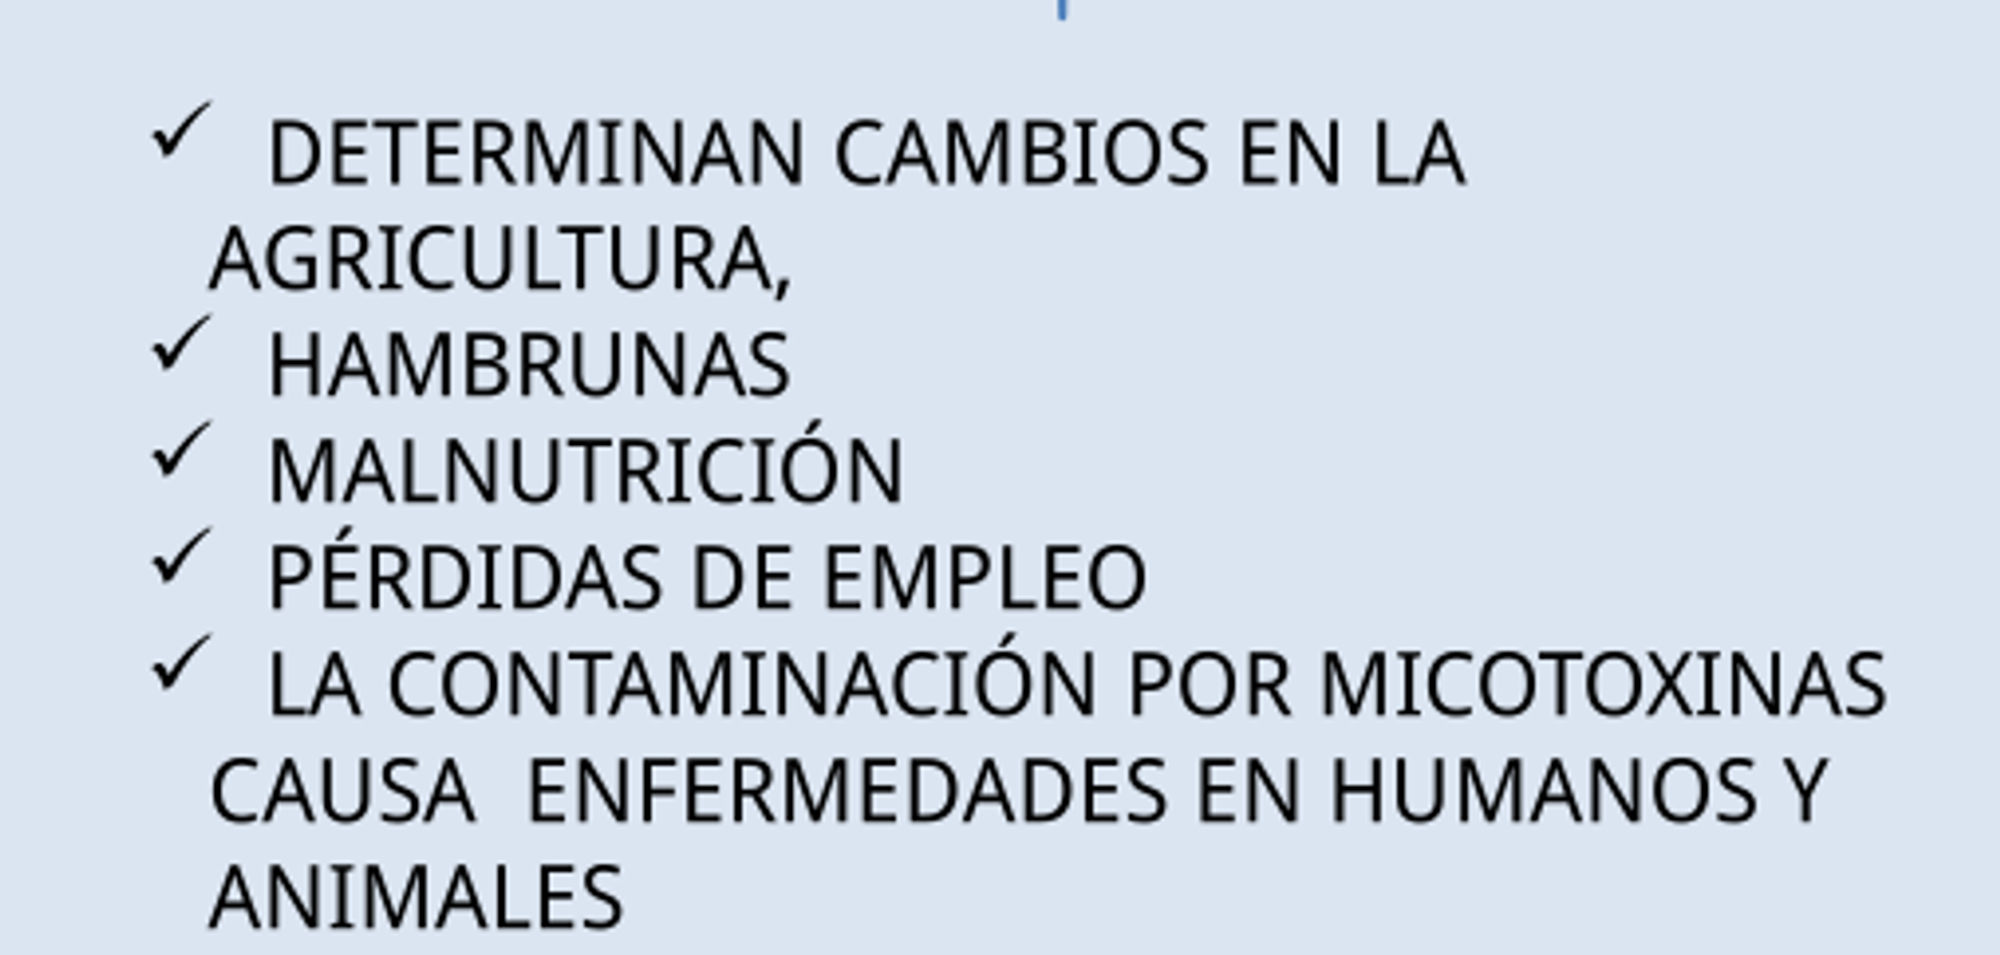 ✓ DETERMINAN CAMBIOS EN LA
AGRICULTURA,
✓ HAMBRUNAS
✓ MALNUTRICIÓN
✓ PÉRDIDAS DE EMPLEO
✓ LA CONTAMINACIÓN POR MICOTOXINAS
CAUSA  ENFERMEDADES EN HUMANOS Y
ANIMALES